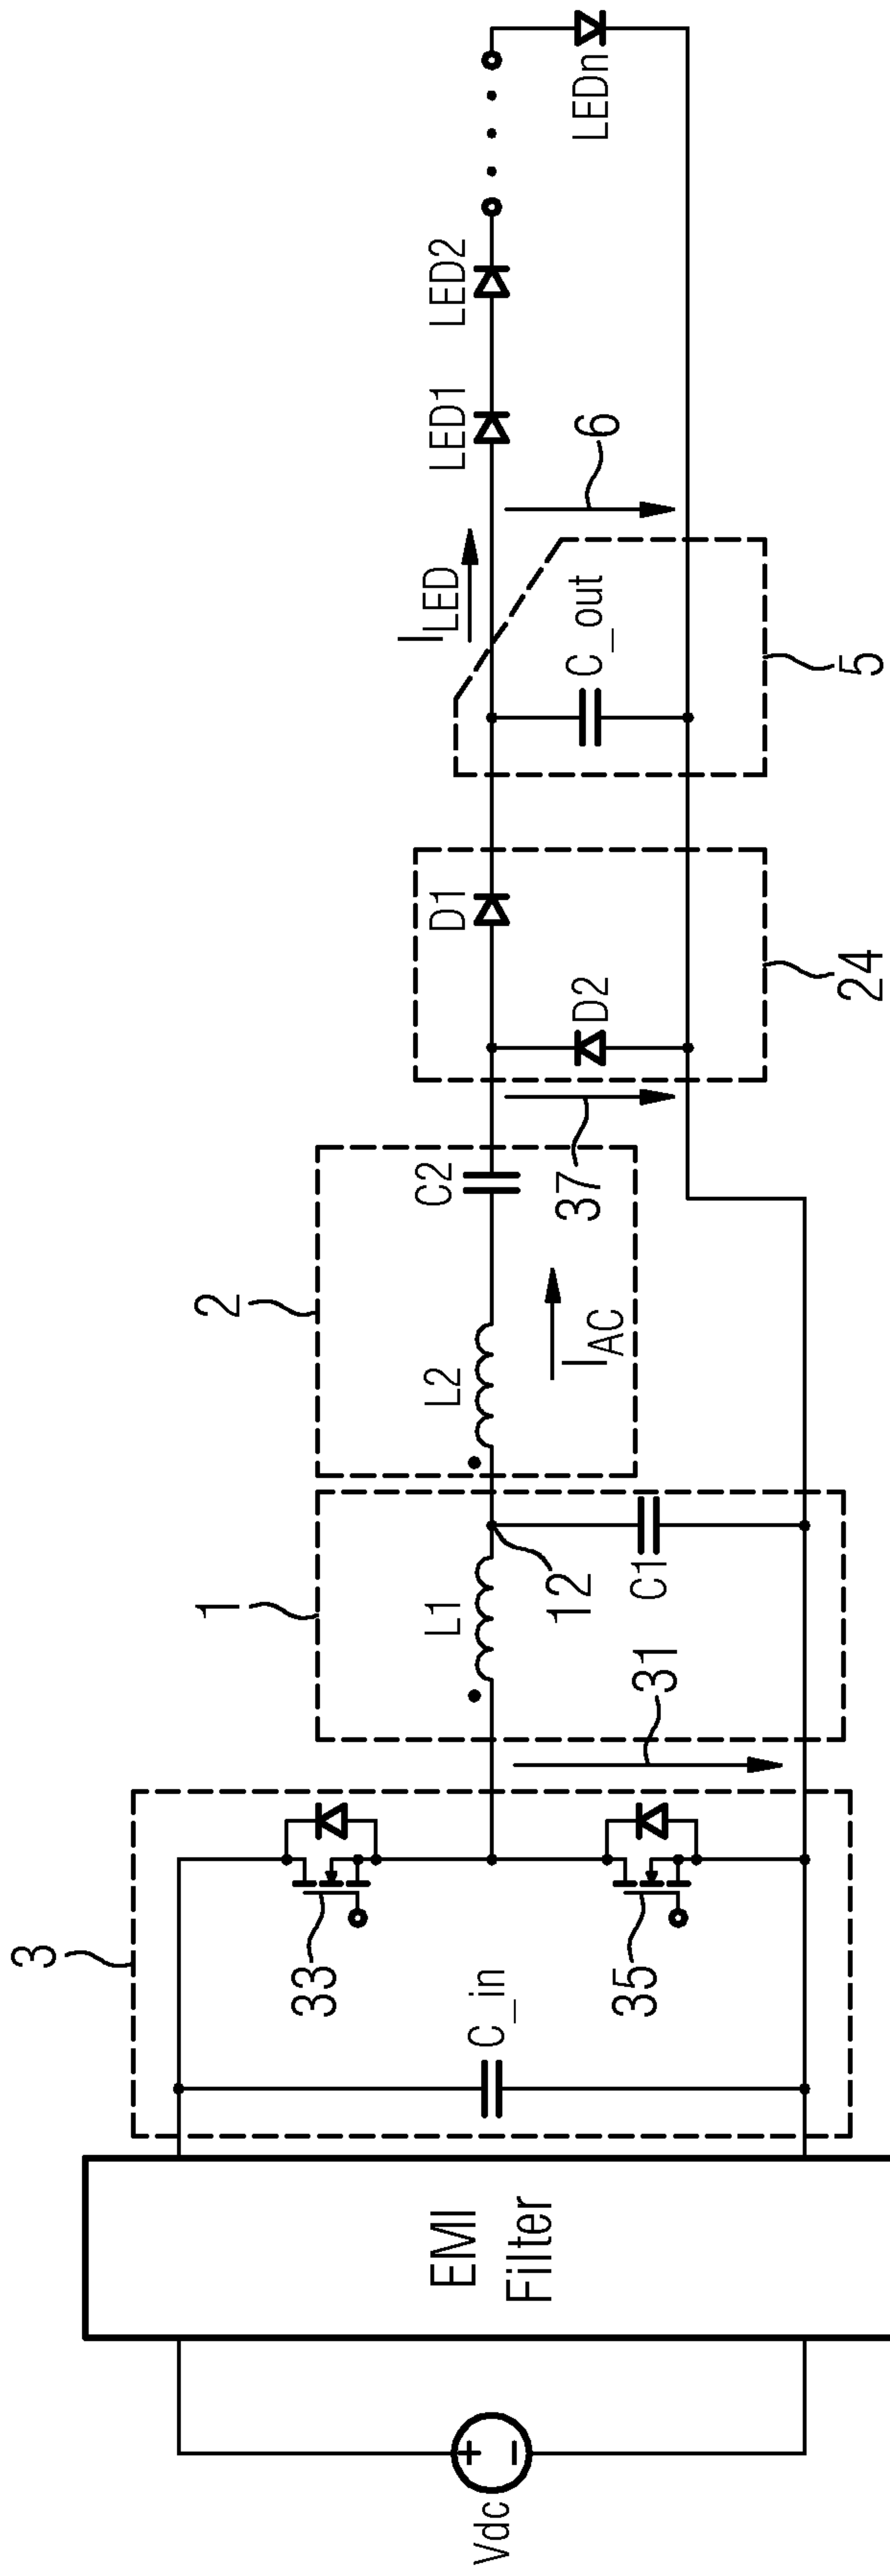 Vdc
EMI
Filter
3
C_in
33
35
31
1
L1
12
C1
2
L2
I_AC
C2
37
D2
D1
24
5
C_out
I_LED
6
LED1
LED2
LEDn